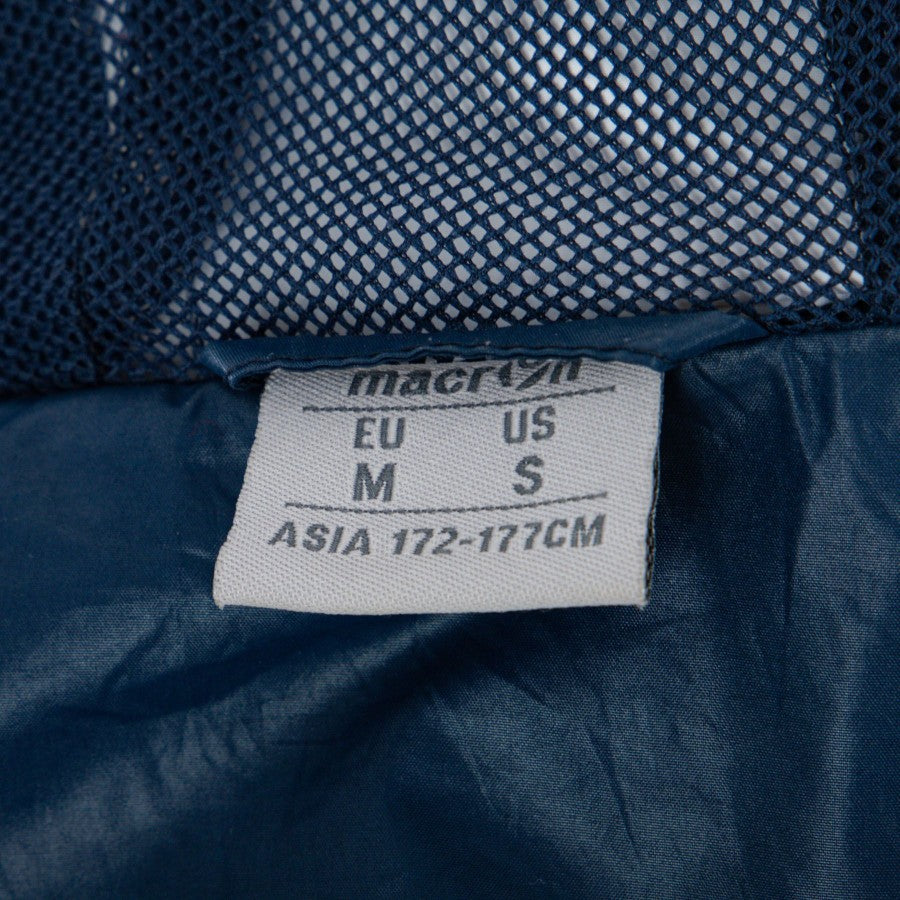 macron
EU US
M S
ASIA 172-177CM